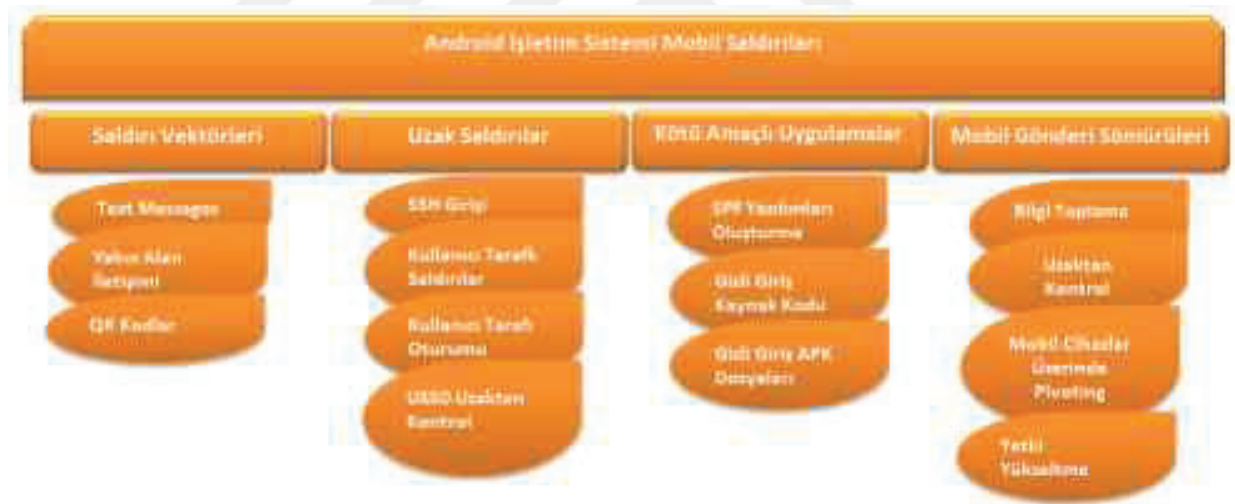 Android İşletim Sistemi Mobil Saldırıları
Saldırı Vektörleri
Uzak Saldırılar
Kötü Amaçlı Uygulamalar
Mobil Gönderi Sömürüleri
Text Messages
Yakın Alan
İletişimi
QR Kodlar
SSH Girişi
Kullanıcı Taraflı
Saldırılar
Kullanıcı Tarafı
Oturumu
USSD Uzaktan
Kontrol
SPF Yazılımları
Oluşturma
Gizli Giriş
Kaynak Kodu
Gizli Giriş APK
Dosyaları
Bilgi Toplama
Uzaktan
Kontrol
Mobil Cihazlar
Üzerinde
Pivoting
Yetki
Yükseltme